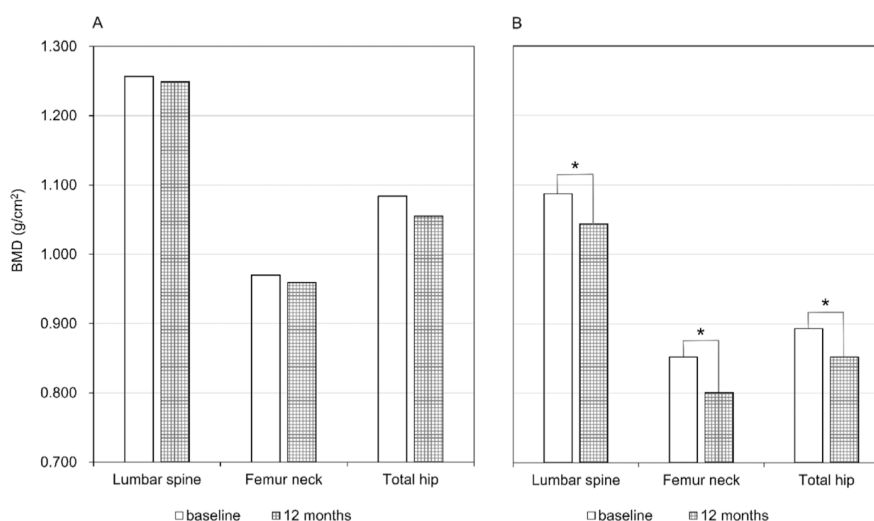 A
B
1.300
1.200
1.100
1.000
0.900
0.800
0.700
BMD (g/cm²)
*
*
*
Lumbar spine Femur neck Total hip
Lumbar spine Femur neck Total hip
baseline 12 months
baseline 12 months